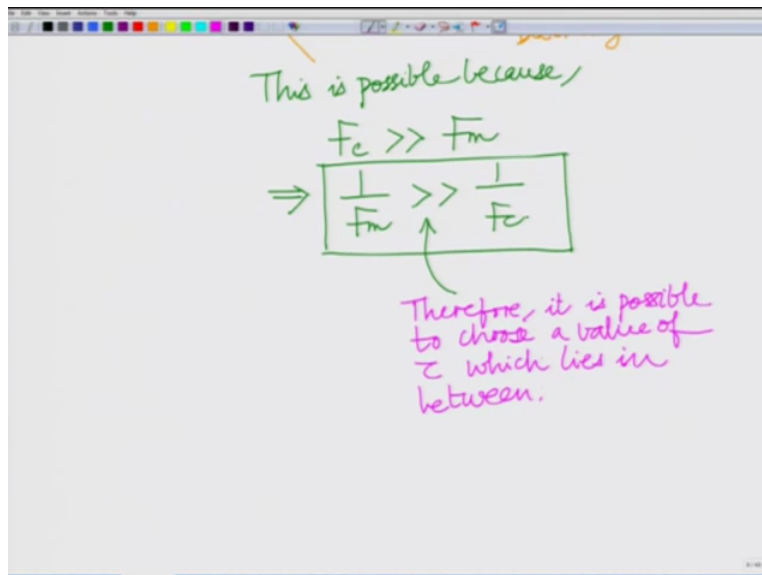 This is possible because,
Fc >> Fm
⇒ 1/Fm >> 1/Fc
Therefore, it is possible
to choose a value of
τ which lies in
between.